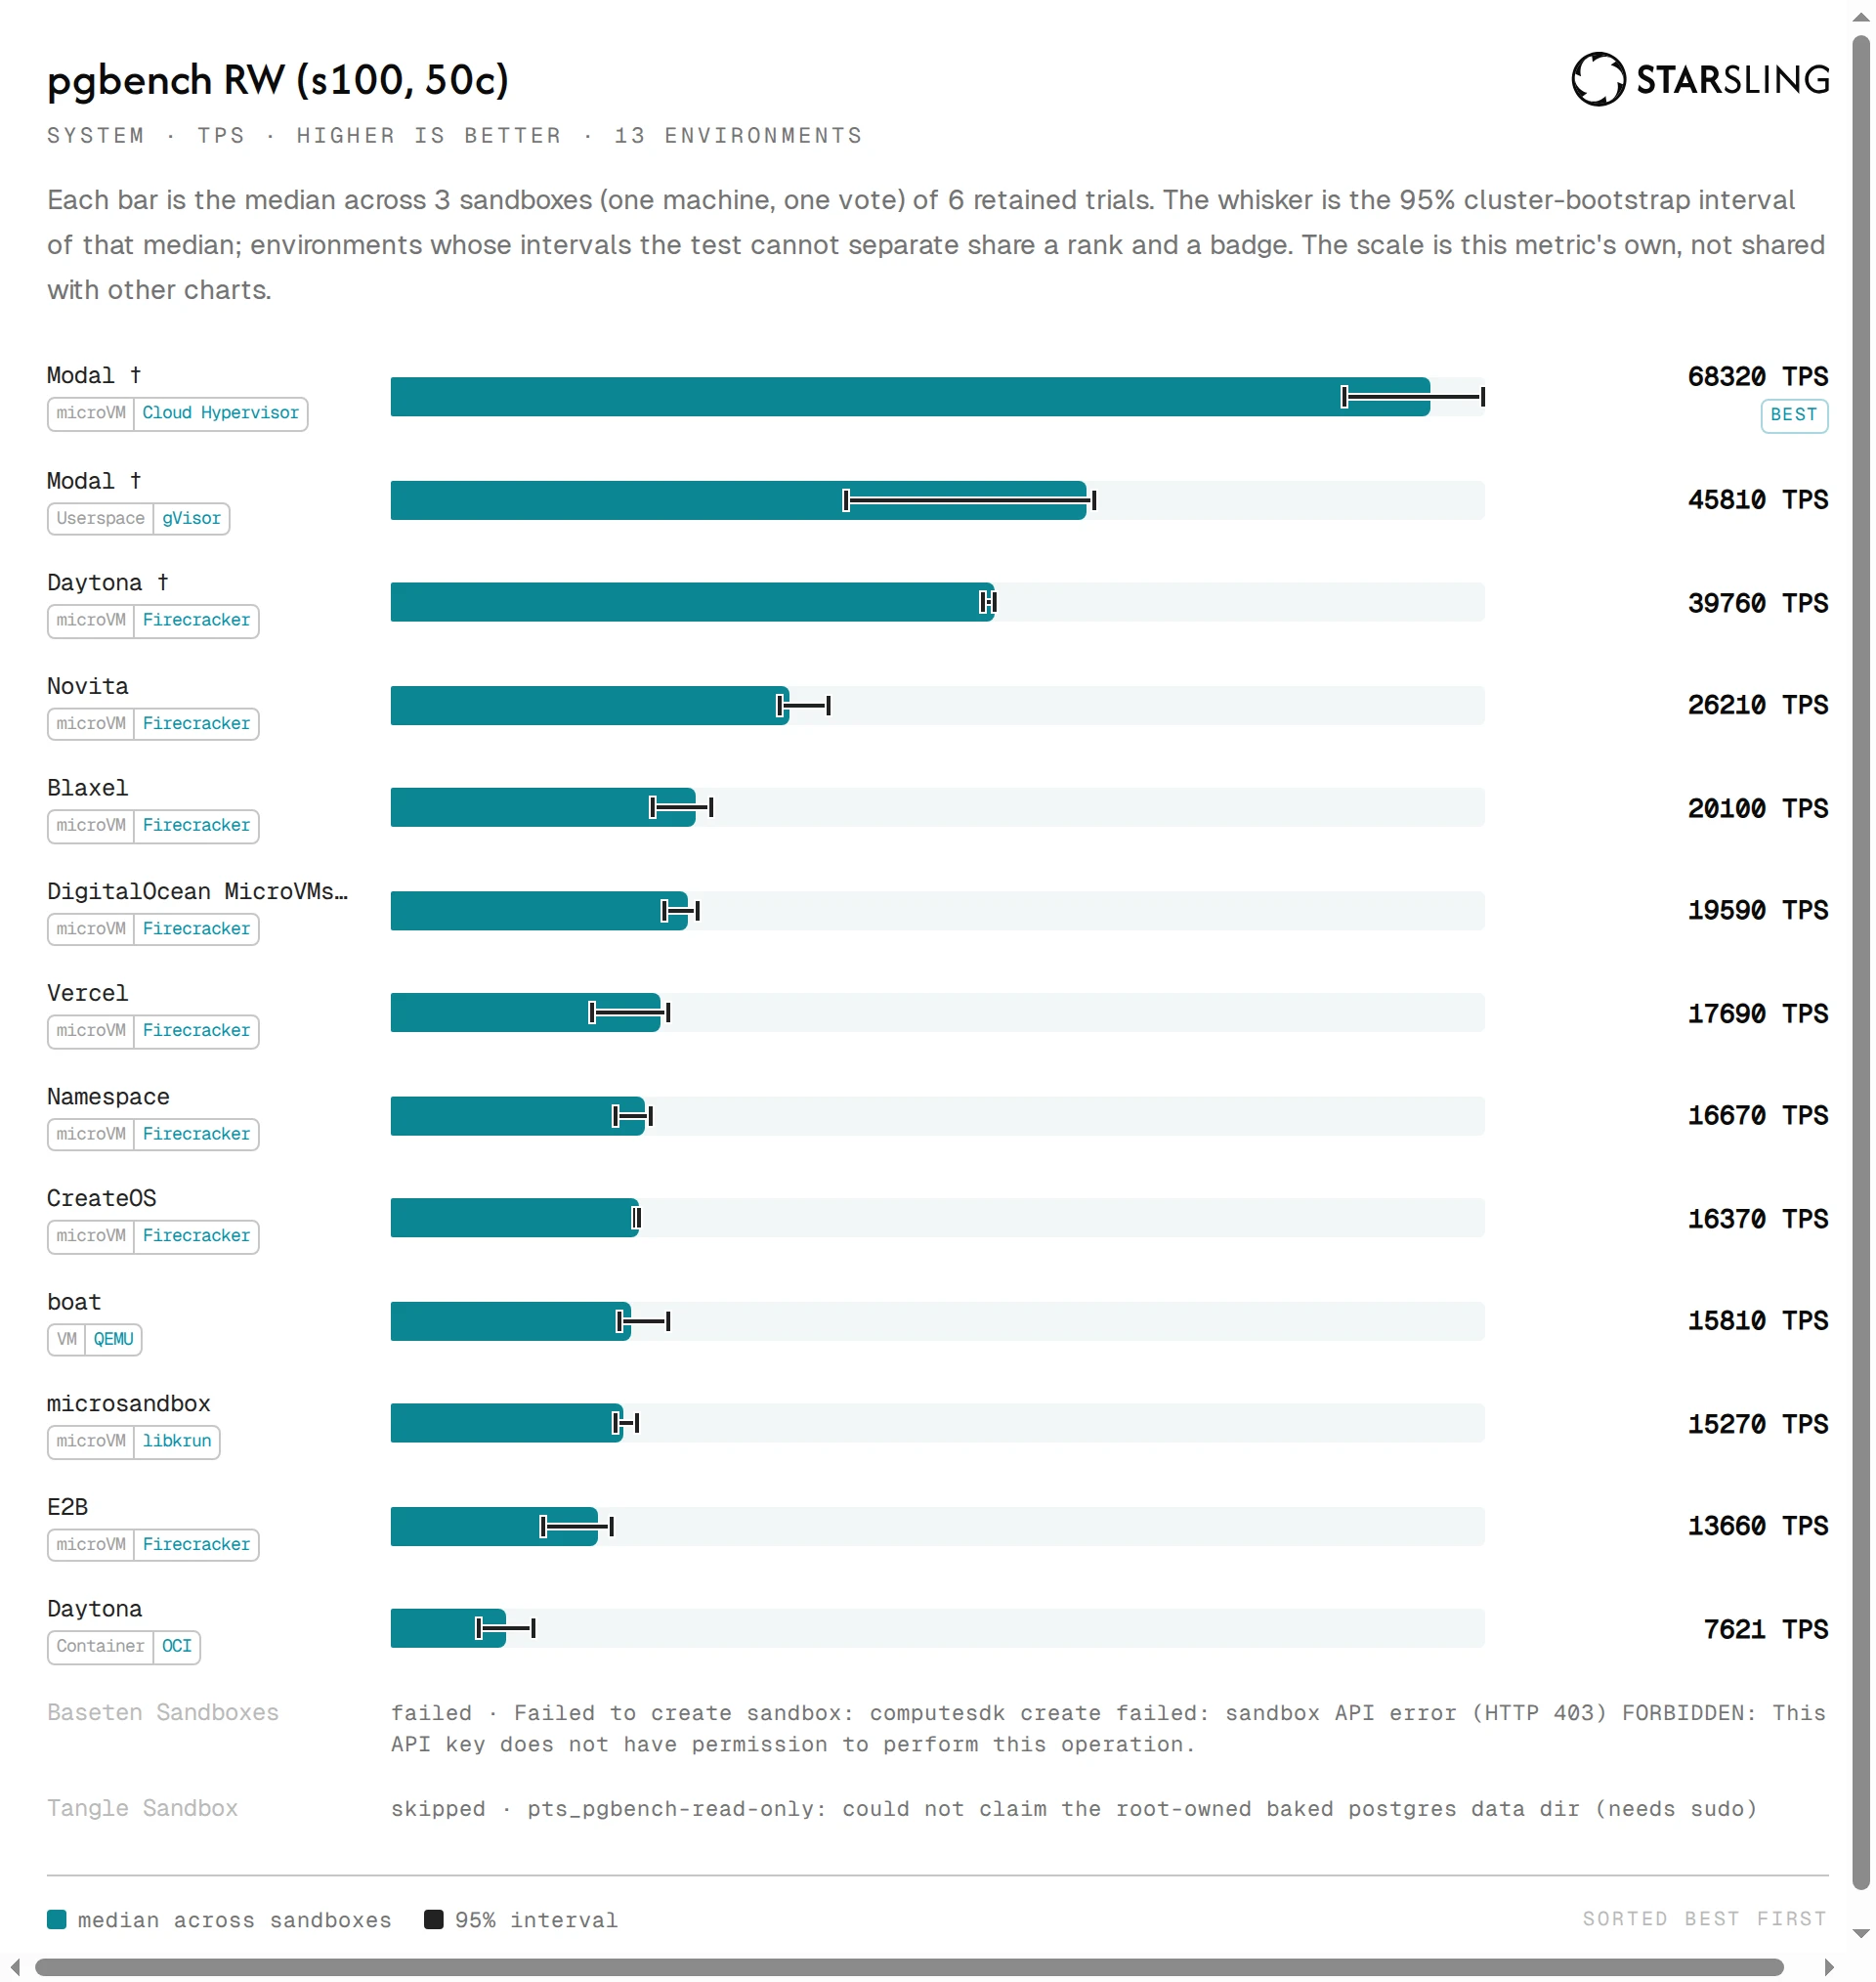 pgbench RW (s100, 50c)
STARSLING
SYSTEM · TPS · HIGHER IS BETTER · 13 ENVIRONMENTS
Each bar is the median across 3 sandboxes (one machine, one vote) of 6 retained trials. The whisker is the 95% cluster-bootstrap interval
of that median; environments whose intervals the test cannot separate share a rank and a badge. The scale is this metric's own, not shared
with other charts.
Modal †
68320 TPS
microVM Cloud Hypervisor
BEST
Modal †
45810 TPS
Userspace gVisor
Daytona †
39760 TPS
microVM Firecracker
Novita
26210 TPS
microVM Firecracker
Blaxel
20100 TPS
microVM Firecracker
DigitalOcean MicroVMs…
19590 TPS
microVM Firecracker
Vercel
17690 TPS
microVM Firecracker
Namespace
16670 TPS
microVM Firecracker
CreateOS
16370 TPS
microVM Firecracker
boat
15810 TPS
VM QEMU
microsandbox
15270 TPS
microVM libkrun
E2B
13660 TPS
microVM Firecracker
Daytona
7621 TPS
Container OCI
Baseten Sandboxes
failed · Failed to create sandbox: computesdk create failed: sandbox API error (HTTP 403) FORBIDDEN: This
API key does not have permission to perform this operation.
Tangle Sandbox
skipped · pts_pgbench-read-only: could not claim the root-owned baked postgres data dir (needs sudo)
median across sandboxes
95% interval
SORTED BEST FIRST